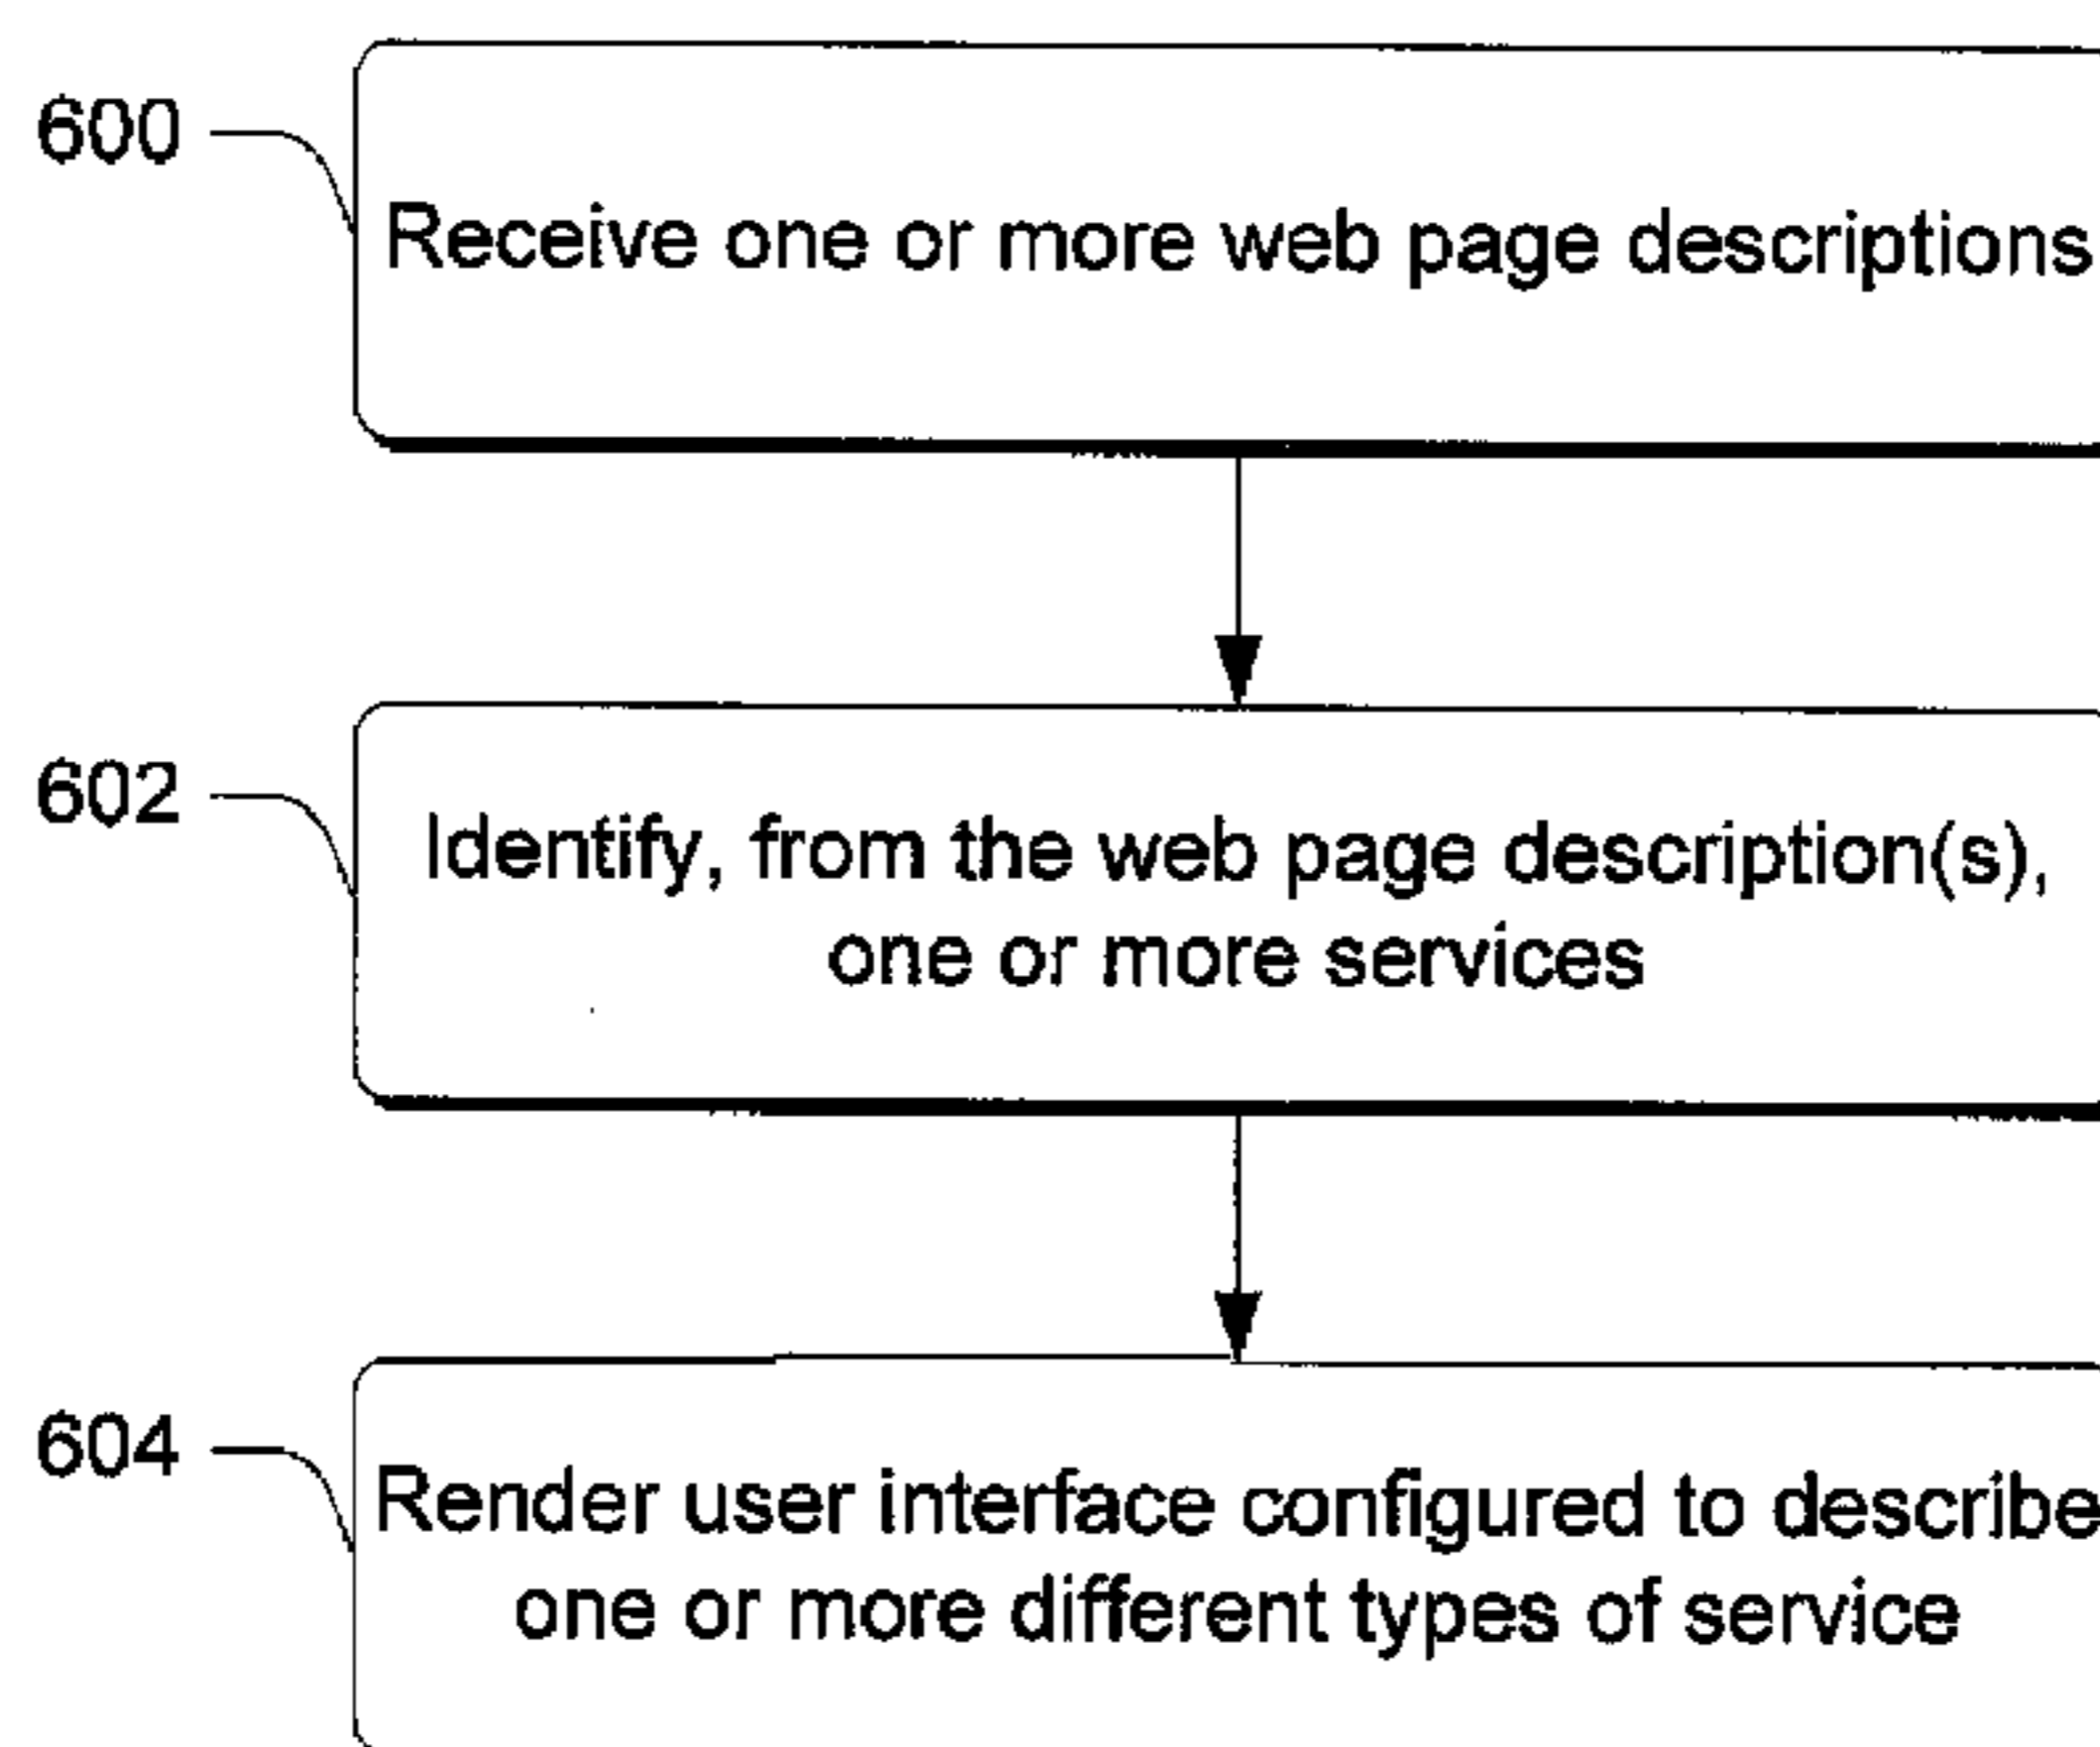 600
Receive one or more web page descriptions
602
Identify, from the web page description(s),
one or more services
604
Render user interface configured to describe
one or more different types of service